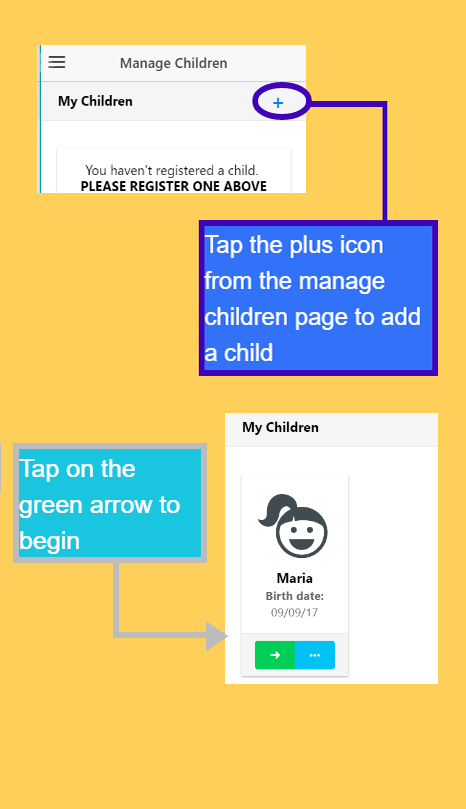 Manage Children
My Children
+
You haven't registered a child.
PLEASE REGISTER ONE ABOVE
Tap the plus icon
from the manage
children page to add
a child
Tap on the
green arrow to
begin
My Children
Maria
Birth date:
09/09/17